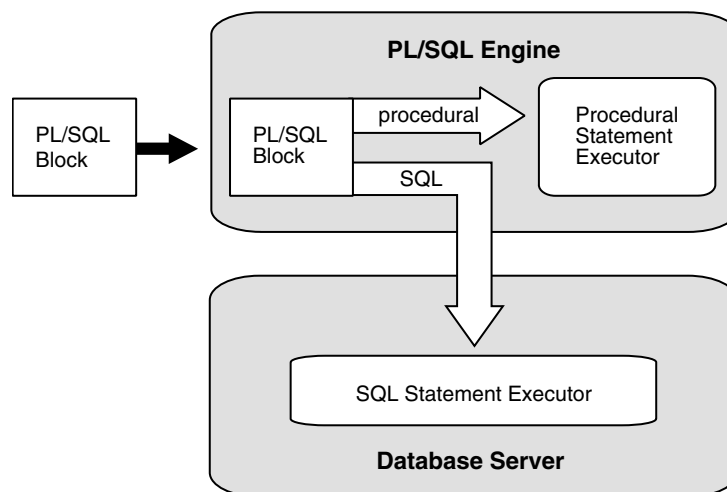 PL/SQL Engine
PL/SQL
Block
PL/SQL
Block
procedural
SQL
Procedural
Statement
Executor
SQL Statement Executor
Database Server